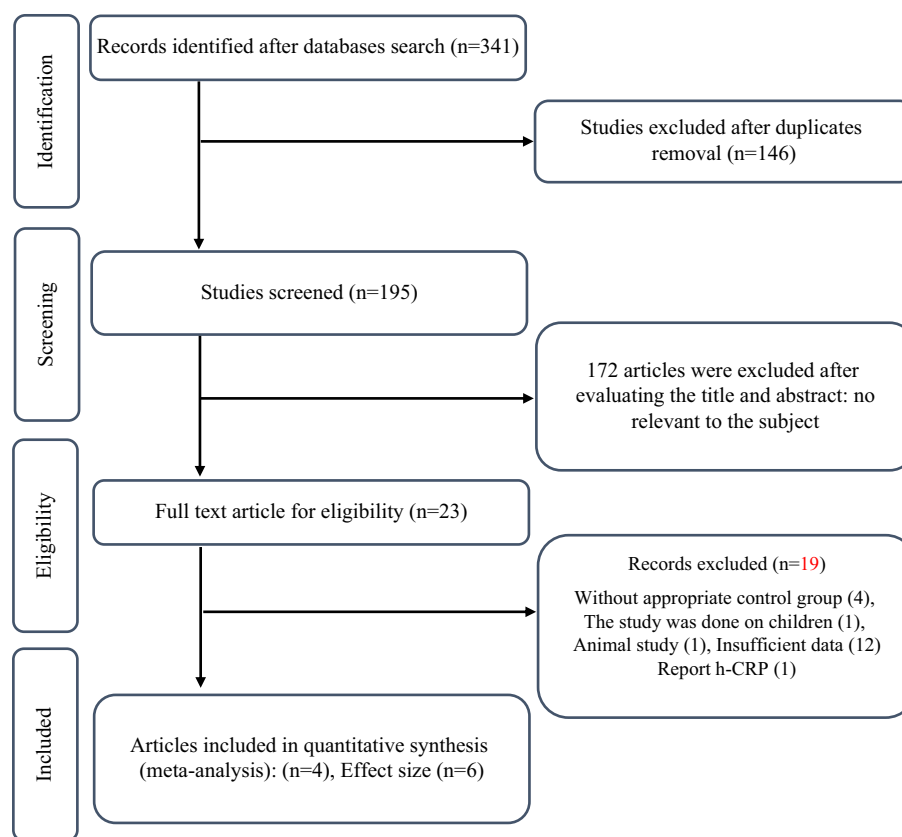 Identification
Records identified after databases search (n=341)
Studies excluded after duplicates
removal (n=146)
Screening
Studies screened (n=195)
172 articles were excluded after
evaluating the title and abstract: no
relevant to the subject
Eligibility
Full text article for eligibility (n=23)
Records excluded (n=19)
Without appropriate control group (4),
The study was done on children (1),
Animal study (1), Insufficient data (12)
Report h-CRP (1)
Included
Articles included in quantitative synthesis
(meta-analysis): (n=4), Effect size (n=6)